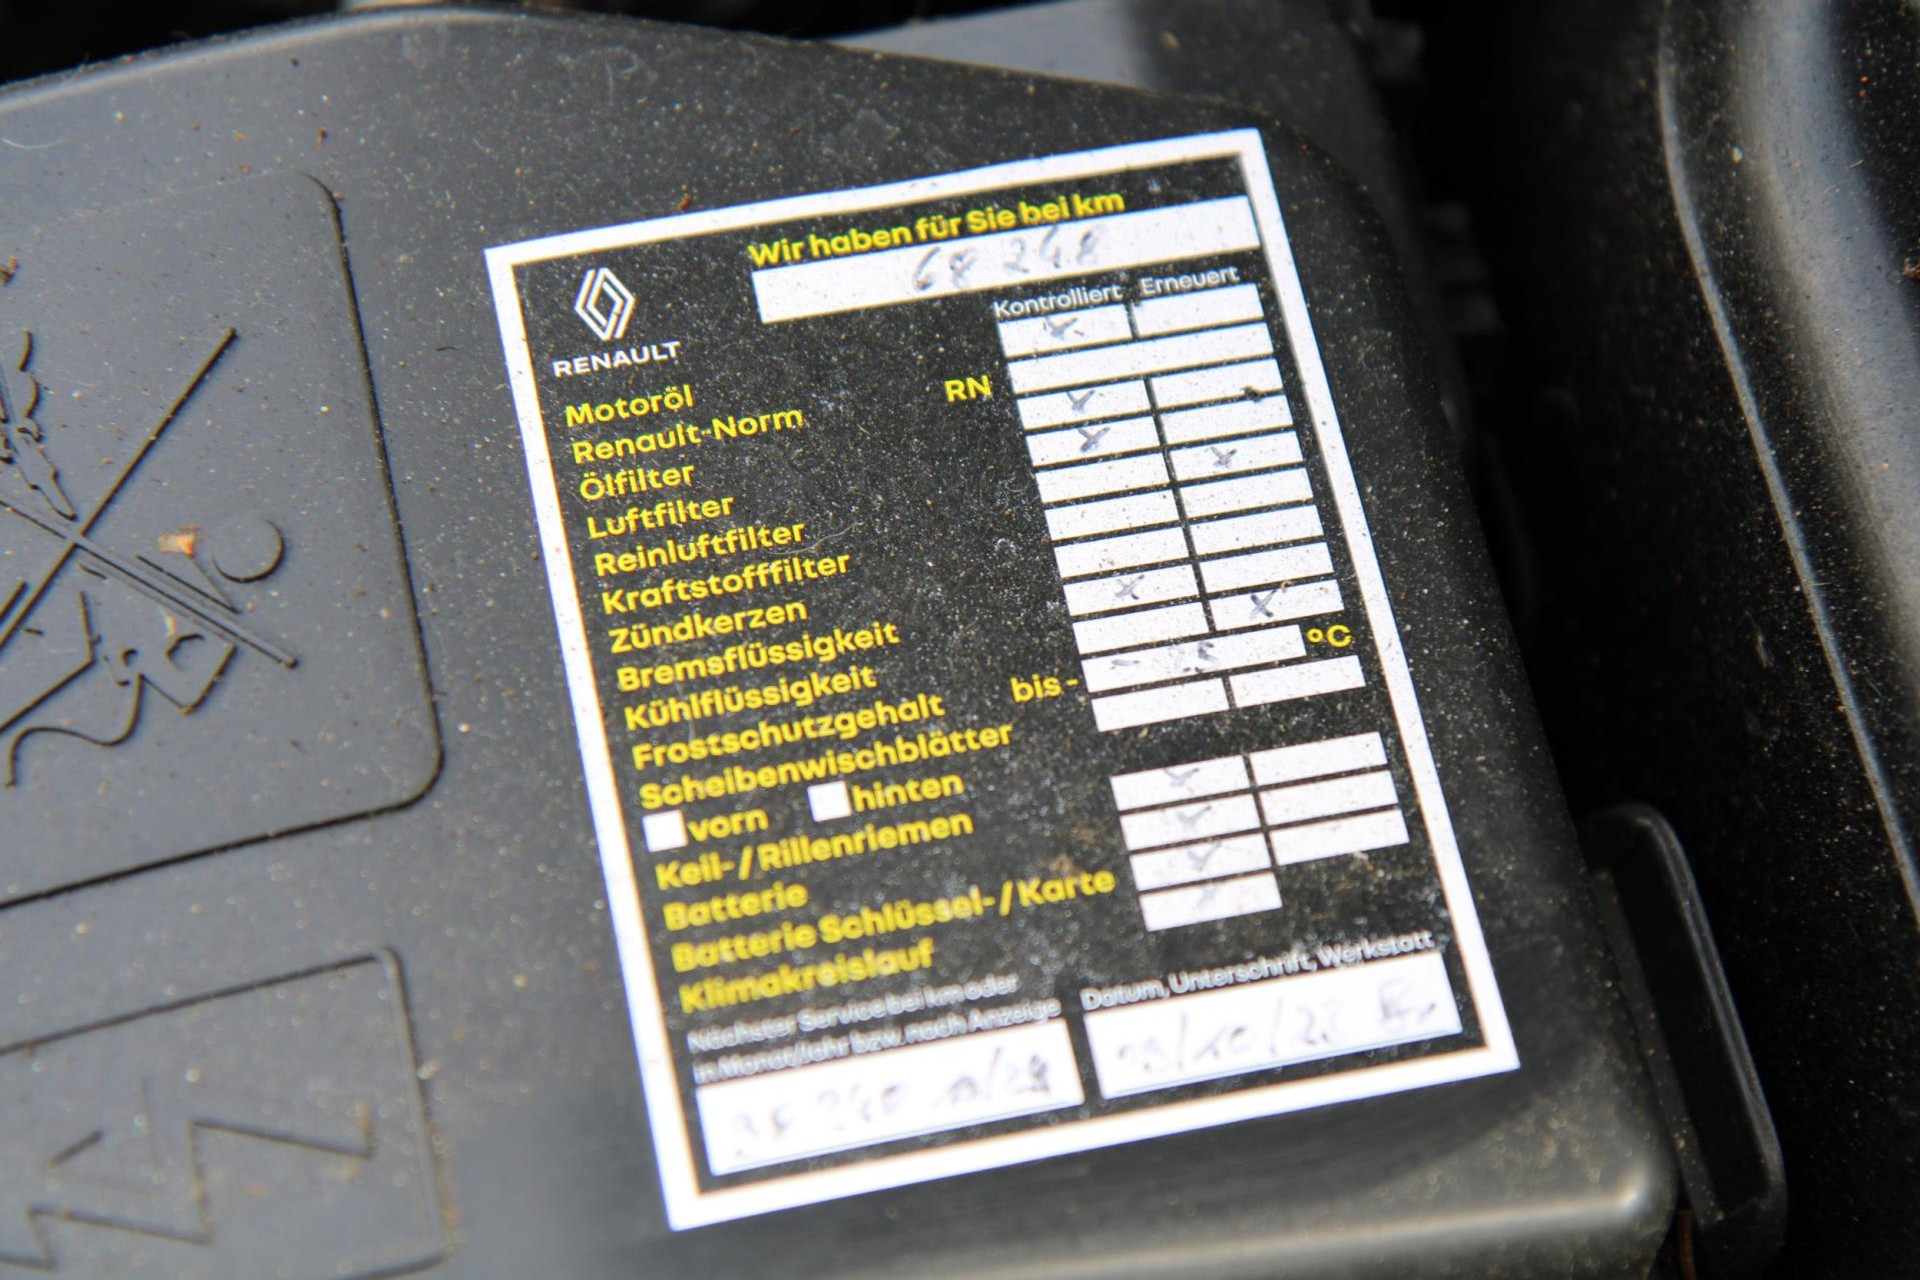 Wir haben für Sie bei km
68 248
Kontrolliert Erneuert
RENAULT
Motoröl
Renault-Norm RN
Ölfilter
Luftfilter
Reinluftfilter
Kraftstofffilter
Zündkerzen
Bremsflüssigkeit
Kühlflüssigkeit
Frostschutzgehalt bis - °C
Scheibenwischblätter
vorn hinten
Keil- / Rillenriemen
Batterie
Batterie Schlüssel- / Karte
Klimakreislauf
Nächster Service bei km oder
in Monat/Jahr bzw. nach Anzeige
Datum, Unterschrift, Werkstatt